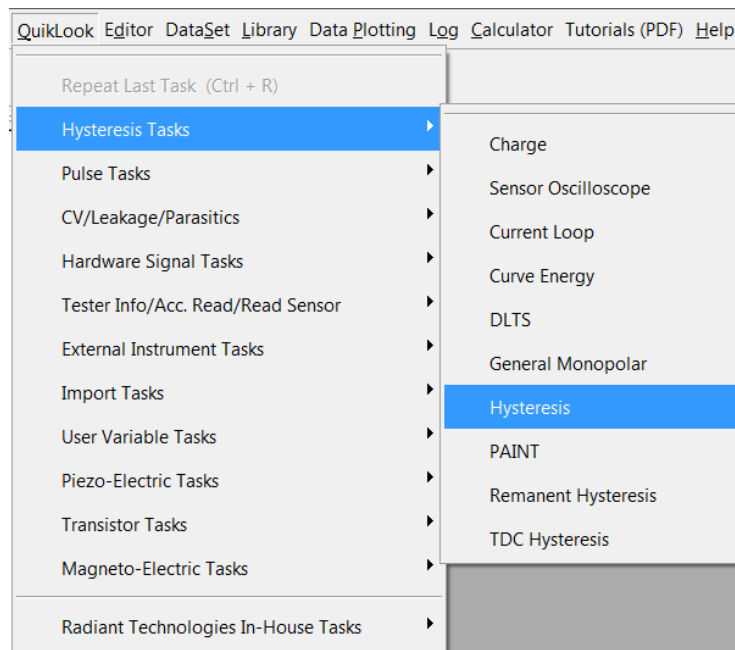 QuikLook Editor DataSet Library Data Plotting Log Calculator Tutorials (PDF) Help
Repeat Last Task (Ctrl + R)
Hysteresis Tasks
Pulse Tasks
CV/Leakage/Parasitics
Hardware Signal Tasks
Tester Info/Acc. Read/Read Sensor
External Instrument Tasks
Import Tasks
User Variable Tasks
Piezo-Electric Tasks
Transistor Tasks
Magneto-Electric Tasks
Radiant Technologies In-House Tasks
Charge
Sensor Oscilloscope
Current Loop
Curve Energy
DLTS
General Monopolar
Hysteresis
PAINT
Remanent Hysteresis
TDC Hysteresis